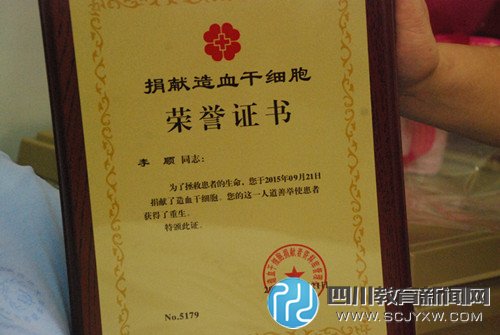 捐献造血干细胞
荣誉证书
李 顺 同志:
为了拯救患者的生命，您于2015年09月21日
捐献了造血干细胞。您的这一人道善举使患者
获得了重生。
特颁此证。
No.5179
四川教育新闻网
WWW.SCJYXW.COM